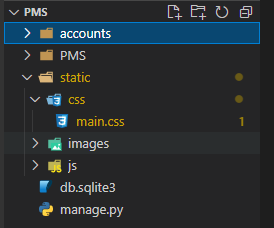 PMS
accounts
PMS
static
css
main.css 1
images
js
db.sqlite3
manage.py